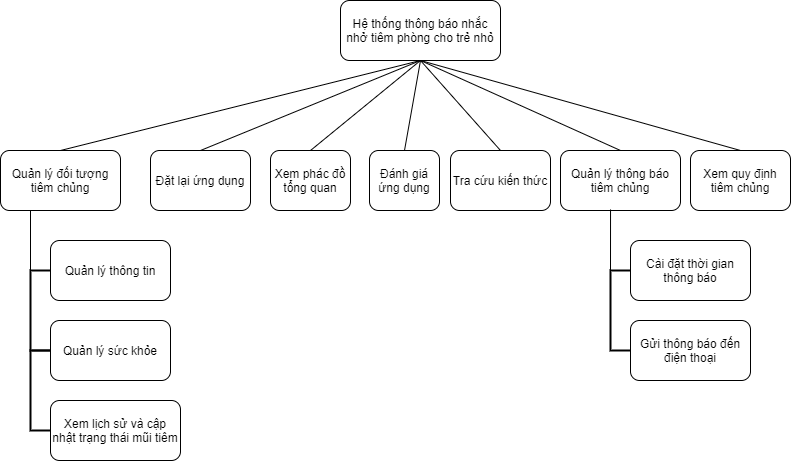 Hệ thống thông báo nhắc
nhở tiêm phòng cho trẻ nhỏ
Quản lý đối tượng
tiêm chủng
Đặt lại ứng dụng
Xem phác đồ
tổng quan
Đánh giá
ứng dụng
Tra cứu kiến thức
Quản lý thông báo
tiêm chủng
Xem quy định
tiêm chủng
Quản lý thông tin
Quản lý sức khỏe
Xem lịch sử và cập
nhật trạng thái mũi tiêm
Cài đặt thời gian
thông báo
Gửi thông báo đến
điện thoại